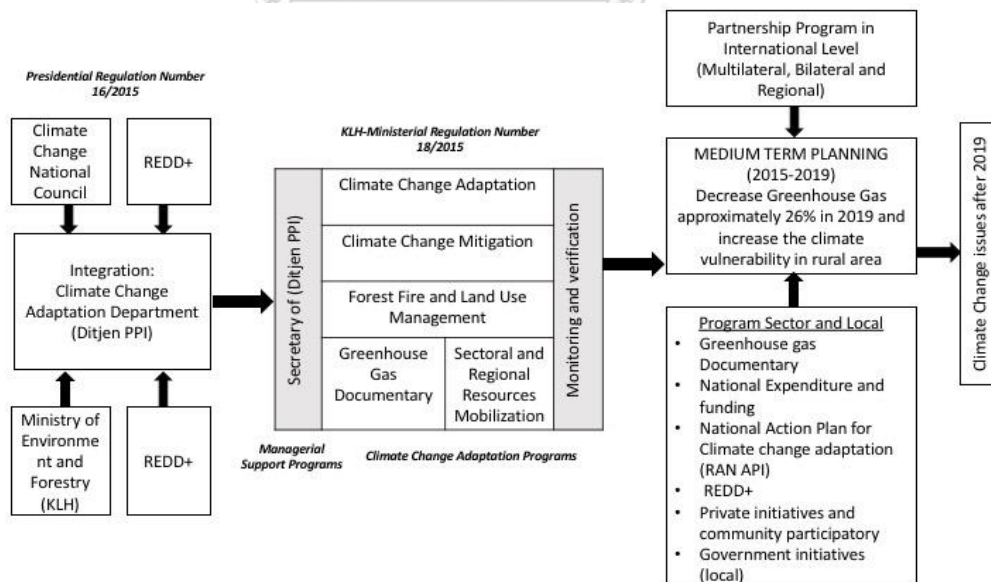 Presidential Regulation Number
16/2015
Climate
Change
National
Council
REDD+
Integration:
Climate Change
Adaptation Department
(Ditjen PPI)
Ministry of
Environme
nt and
Forestry
(KLH)
REDD+
KLH-Ministerial Regulation Number
18/2015
Secretary of (Ditjen PPI)
Climate Change Adaptation
Climate Change Mitigation
Forest Fire and Land Use
Management
Greenhouse
Gas
Documentary
Sectoral and
Regional
Resources
Mobilization
Monitoring and verification
Managerial
Support Programs
Climate Change Adaptation Programs
Partnership Program in
International Level
(Multilateral, Bilateral and
Regional)
MEDIUM TERM PLANNING
(2015-2019)
Decrease Greenhouse Gas
approximately 26% in 2019 and
increase the climate
vulnerability in rural area
Program Sector and Local
• Greenhouse gas
Documentary
• National Expenditure and
funding
• National Action Plan for
Climate change adaptation
(RAN API)
• REDD+
• Private initiatives and
community participatory
• Government initiatives
(local)
Climate Change issues after 2019